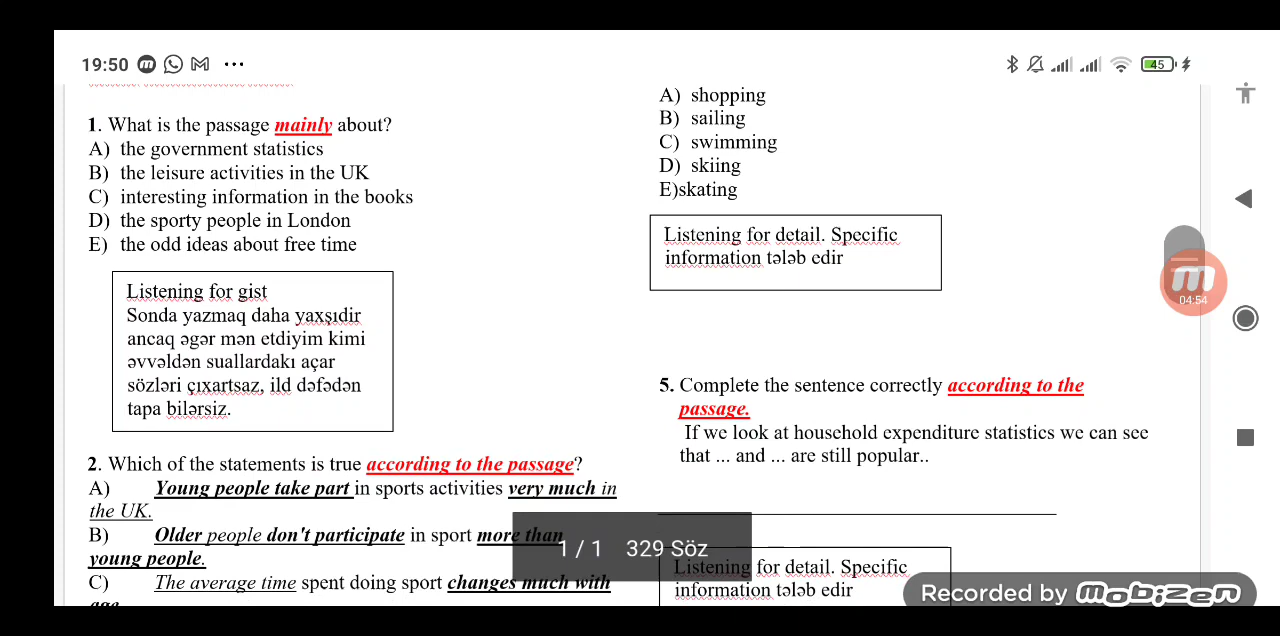 19:50
45
1. What is the passage mainly about?
A) the government statistics
B) the leisure activities in the UK
C) interesting information in the books
D) the sporty people in London
E) the odd ideas about free time
Listening for gist
Sonda yazmaq daha yaxşıdir
ancaq əgər mən etdiyim kimi
əvvəldən suallardakı açar
sözləri çıxartsaz, ild dəfədən
tapa bilərsiz.
2. Which of the statements is true according to the passage?
A) Young people take part in sports activities very much in
the UK.
B) Older people don't participate in sport more than
young people.
C) The average time spent doing sport changes much with
age
A) shopping
B) sailing
C) swimming
D) skiing
E)skating
Listening for detail. Specific
information tələb edir
5. Complete the sentence correctly according to the
passage.
If we look at household expenditure statistics we can see
that ... and ... are still popular..
Listening for detail. Specific
information tələb edir
1 / 1 329 Söz
04:54
Recorded by mobizen